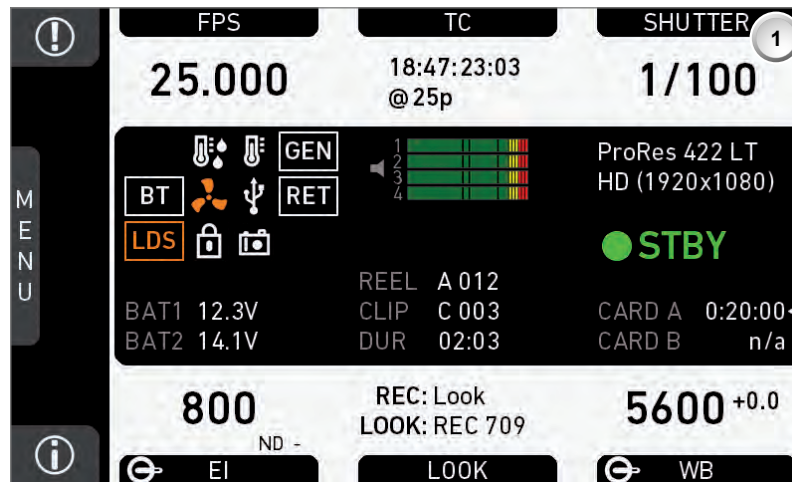 FPS
TC
SHUTTER
1
25.000
18:47:23:03
@ 25p
1/100
MENU
GEN
BT
RET
LDS
1
2
3
4
ProRes 422 LT
HD (1920x1080)
STBY
BAT1 12.3V
BAT2 14.1V
REEL A 012
CLIP C 003
DUR 02:03
CARD A 0:20:00
CARD B n/a
800
ND -
REC: Look
LOOK: REC 709
5600 +0.0
EI
LOOK
WB